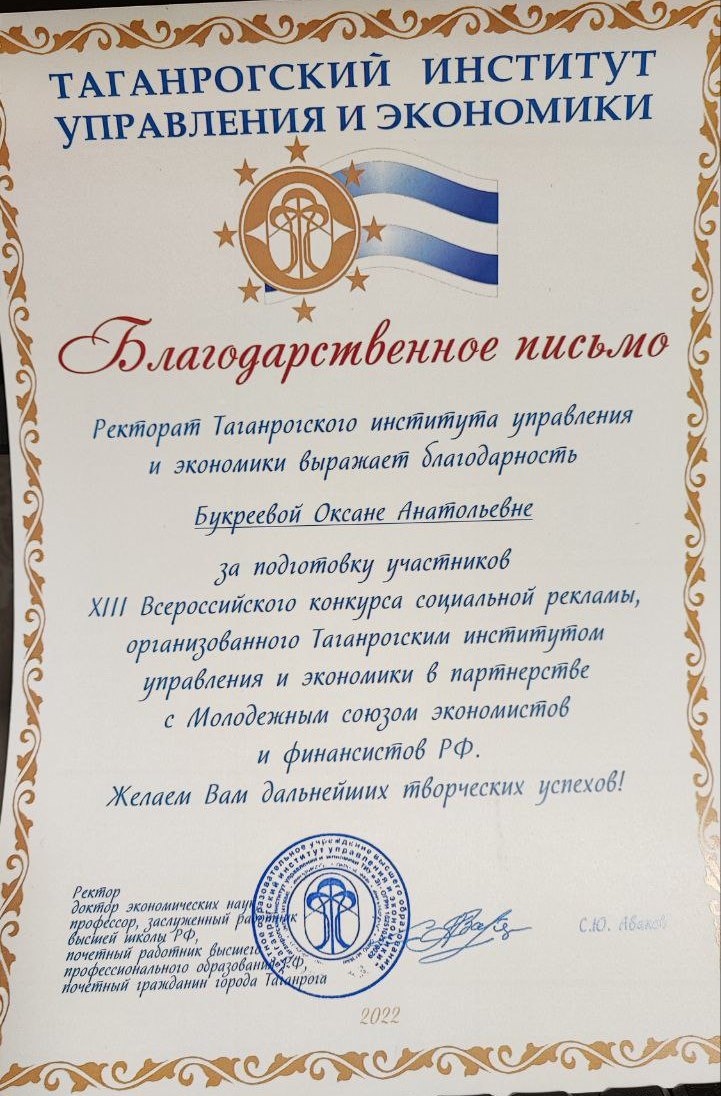 ТАГАНРОГСКИЙ ИНСТИТУТ
УПРАВЛЕНИЯ И ЭКОНОМИКИ
Благодарственное письмо
Ректорат Таганрогского института управления
и экономики выражает благодарность
Букреевой Оксане Анатольевне
за подготовку участников
XIII Всероссийского конкурса социальной рекламы,
организованного Таганрогским институтом
управления и экономики в партнерстве
с Молодежным союзом экономистов
и финансистов РФ.
Желаем Вам дальнейших творческих успехов!
Ректор
доктор экономических наук
профессор, заслуженный работник
высшей школы РФ,
почетный работник высшего
профессионального образования РФ,
почетный гражданин города Таганрога
С.Ю. Аваков
2022